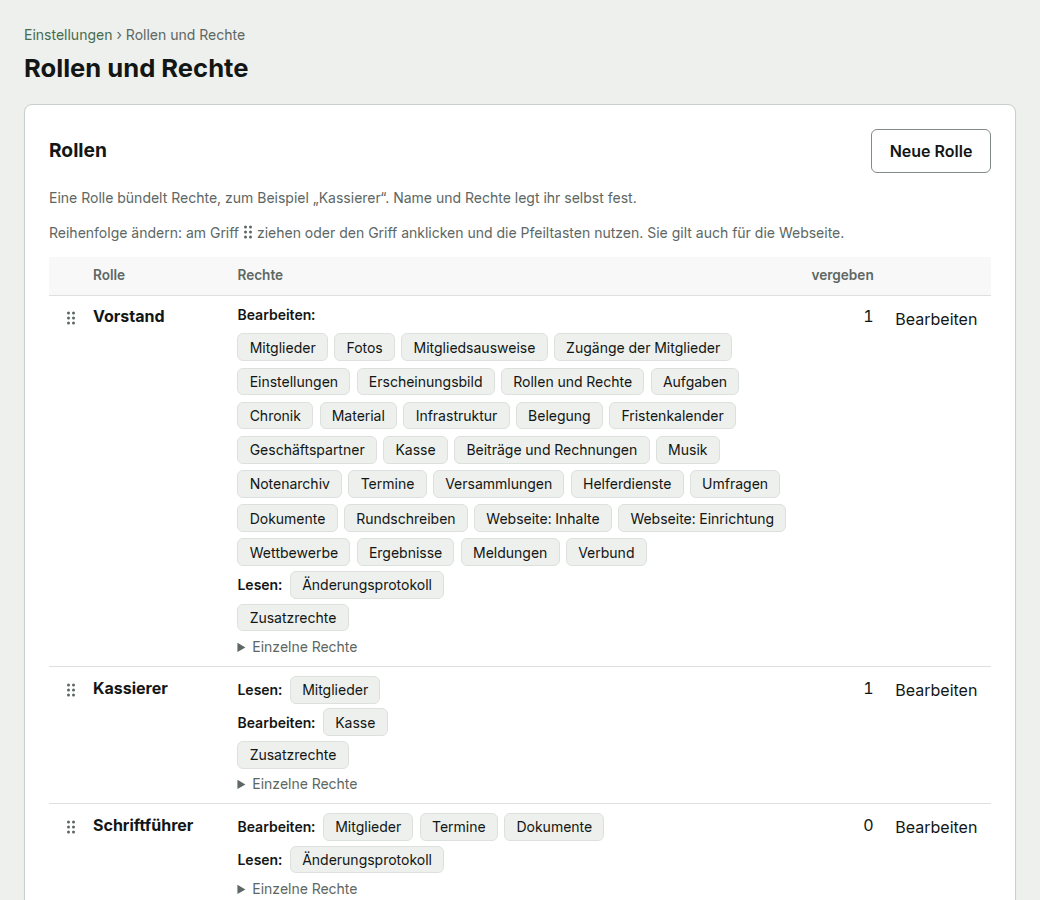 Einstellungen › Rollen und Rechte
Rollen und Rechte
Rollen
Neue Rolle
Eine Rolle bündelt Rechte, zum Beispiel „Kassierer“. Name und Rechte legt ihr selbst fest.
Reihenfolge ändern: am Griff ⠿ ziehen oder den Griff anklicken und die Pfeiltasten nutzen. Sie gilt auch für die Webseite.
Rolle Rechte vergeben
Vorstand Bearbeiten: 1 Bearbeiten
Mitglieder Fotos Mitgliedsausweise Zugänge der Mitglieder
Einstellungen Erscheinungsbild Rollen und Rechte Aufgaben
Chronik Material Infrastruktur Belegung Fristenkalender
Geschäftspartner Kasse Beiträge und Rechnungen Musik
Notenarchiv Termine Versammlungen Helferdienste Umfragen
Dokumente Rundschreiben Webseite: Inhalte Webseite: Einrichtung
Wettbewerbe Ergebnisse Meldungen Verbund
Lesen: Änderungsprotokoll
Zusatzrechte
▶ Einzelne Rechte
Kassierer Lesen: Mitglieder 1 Bearbeiten
Bearbeiten: Kasse
Zusatzrechte
▶ Einzelne Rechte
Schriftführer Bearbeiten: Mitglieder Termine Dokumente 0 Bearbeiten
Lesen: Änderungsprotokoll
▶ Einzelne Rechte